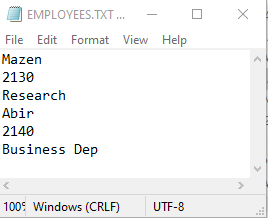 EMPLOYEES.TXT ...
File Edit Format View Help
Mazen
2130
Research
Abir
2140
Business Dep
100% Windows (CRLF) UTF-8